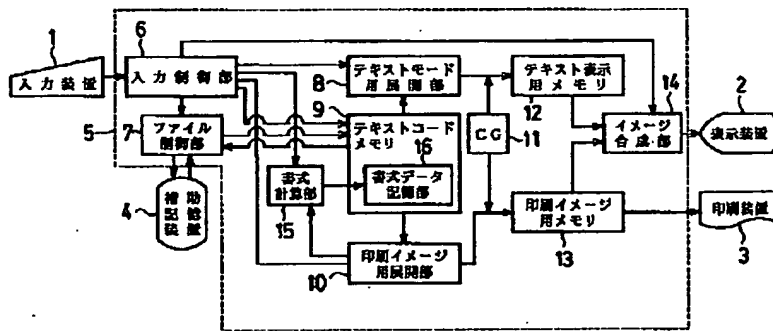 1
入力装置
6
入力制御部
5
7
ファイル
制御部
4
補助
記憶
装置
8
テキストモード
用展開部
9
テキストコード
メモリ
16
書式データ
記憶部
書式
計算部
15
印刷イメージ
用展開部
10
CG
11
テキスト表示
用メモリ
12
14
イメージ
合成部
印刷イメージ
用メモリ
13
2
表示装置
印刷装置
3